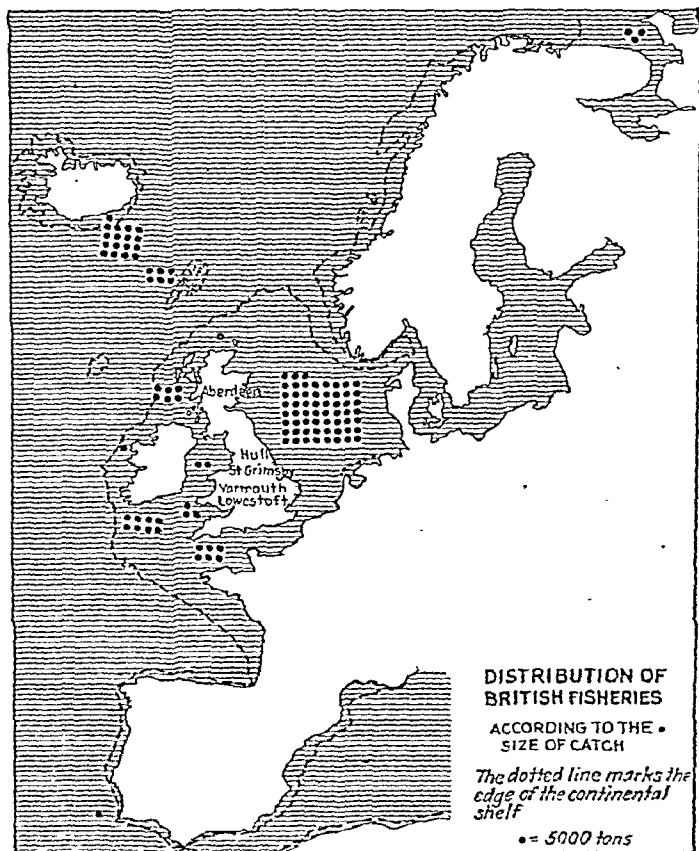 Aberdeen
Hull
St Grimsby
Yarmouth
Lowestoft
DISTRIBUTION OF
BRITISH FISHERIES
ACCORDING TO THE •
SIZE OF CATCH
The dotted line marks the
edge of the continental
shelf
• = 5000 tons